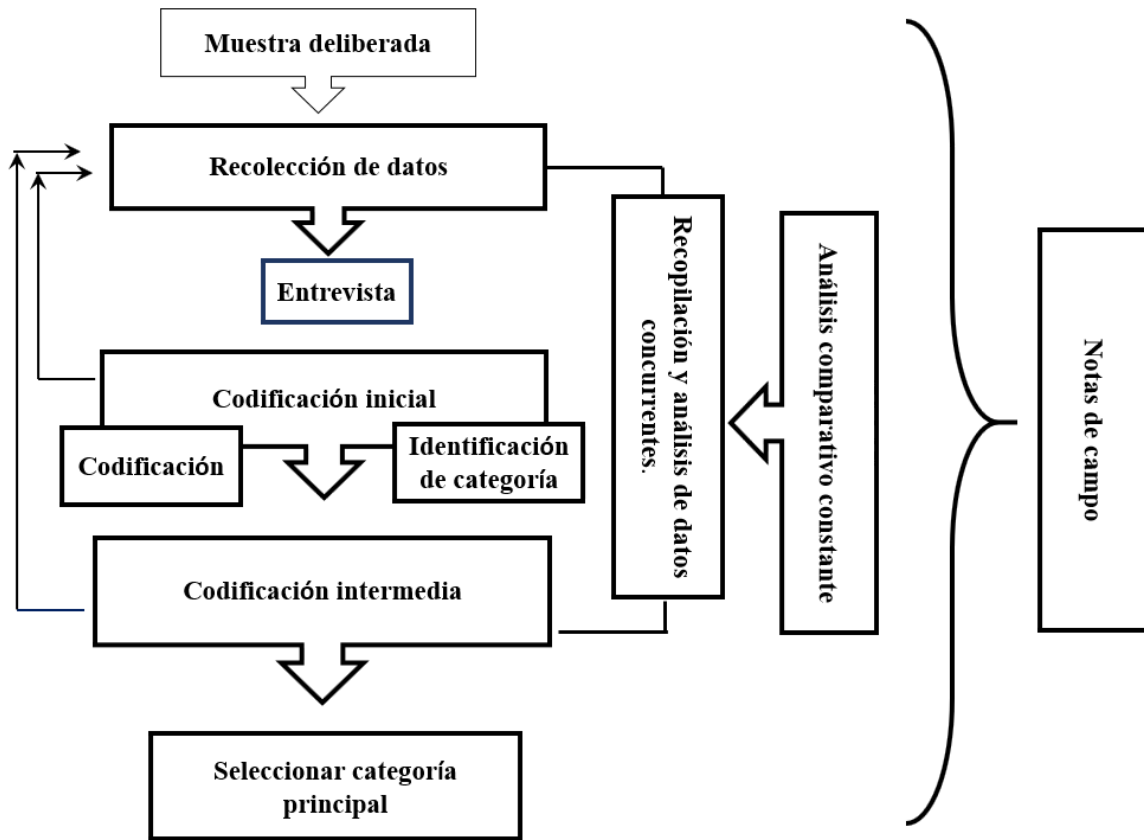 Muestra deliberada
Recolección de datos
Entrevista
Codificación inicial
Codificación
Identificación
de categoría
Codificación intermedia
Seleccionar categoría
principal
Recopilación y análisis de datos
concurrentes.
Análisis comparativo constante
Notas de campo